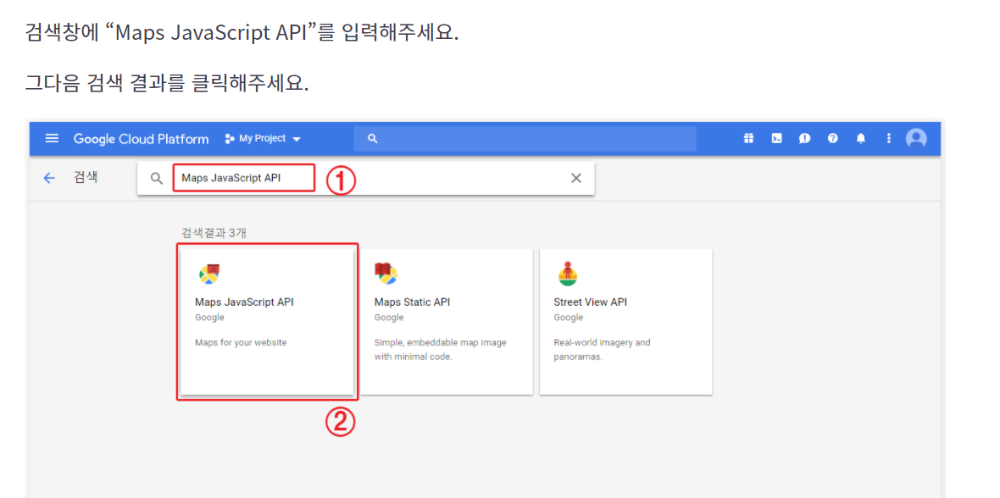 검색창에 “Maps JavaScript API”를 입력해주세요.
그다음 검색 결과를 클릭해주세요.
Google Cloud Platform My Project
검색 Maps JavaScript API ①
검색결과 3개
Maps JavaScript API
Google
Maps for your website
Maps Static API
Google
Simple, embeddable map image
with minimal code.
Street View API
Google
Real-world imagery and
panoramas.
②